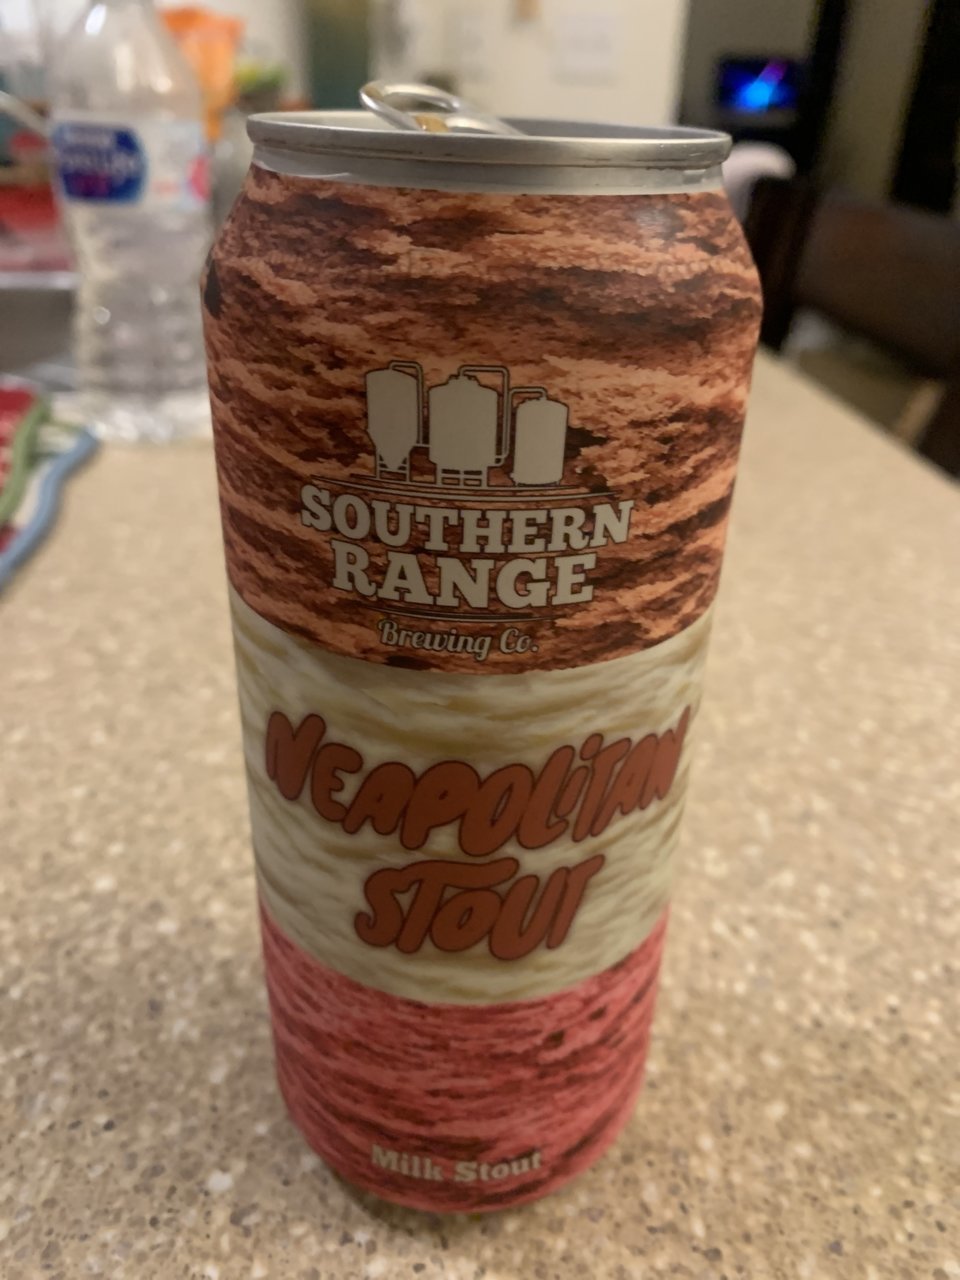 SOUTHERN
RANGE
Brewing Co.
NEAPOLITAN
STOUT
Milk Stout